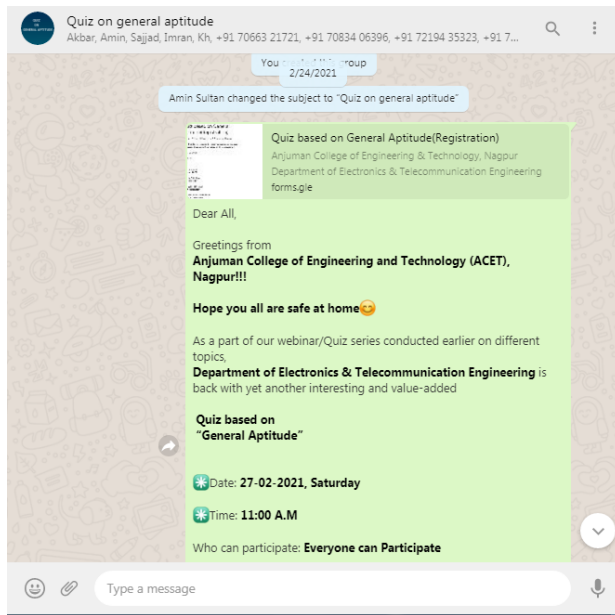 Quiz on general aptitude
Akbar, Amin, Sajjad, Imran, Kh, +91 70663 21721, +91 70834 06396, +91 72194 35323, +91 7...
You created this group
2/24/2021
Amin Sultan changed the subject to "Quiz on general aptitude"
Quiz based on General Aptitude(Registration)
Anjuman College of Engineering & Technology, Nagpur
Department of Electronics & Telecommunication Engineering
forms.gle
Dear All,
Greetings from
Anjuman College of Engineering and Technology (ACET),
Nagpur!!!
Hope you all are safe at home😊
As a part of our webinar/Quiz series conducted earlier on different
topics,
Department of Electronics & Telecommunication Engineering is
back with yet another interesting and value-added
Quiz based on
"General Aptitude"
✳️Date: 27-02-2021, Saturday
✳️Time: 11:00 A.M
Who can participate: Everyone can Participate
Type a message